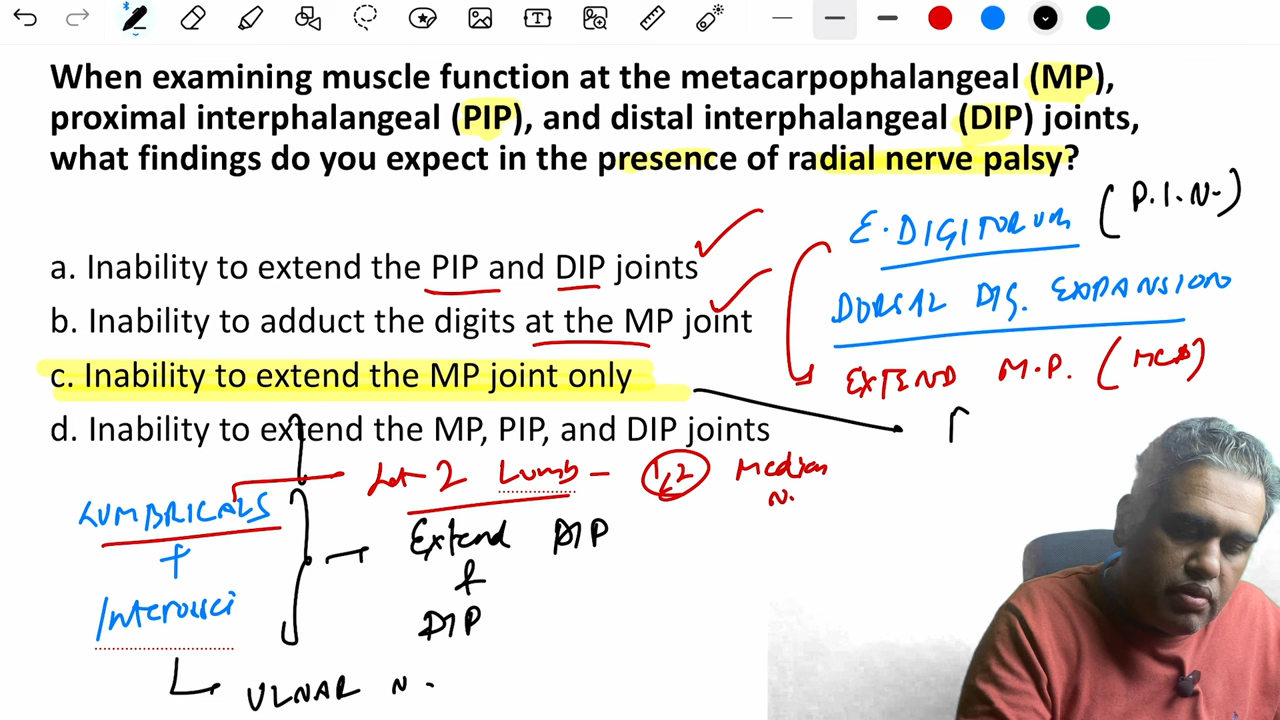 When examining muscle function at the metacarpophalangeal (MP),
proximal interphalangeal (PIP), and distal interphalangeal (DIP) joints,
what findings do you expect in the presence of radial nerve palsy?
E. DIGITORUM (P.I.N.)
a. Inability to extend the PIP and DIP joints
DORSAL DIG. EXPANSION
b. Inability to adduct the digits at the MP joint
EXTEND M.P. (MCP)
c. Inability to extend the MP joint only
d. Inability to extend the MP, PIP, and DIP joints
Lat 2 Lumb – 1,2 Median
N.
LUMBRICALS
+
Extend PIP
&
DIP
Interossei
ULNAR N.